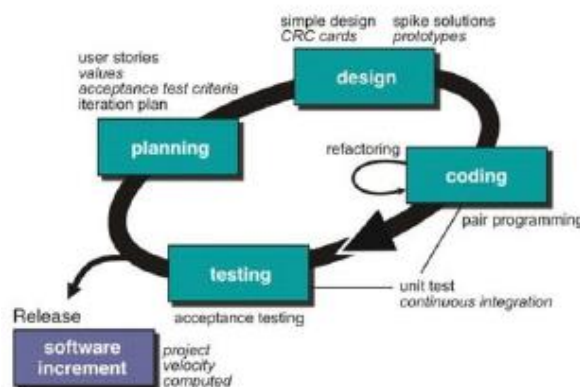 simple design
CRC cards
spike solutions
prototypes
user stories
values
acceptance test criteria
iteration plan
design
planning
refactoring
coding
pair programming
testing
unit test
continuous integration
acceptance testing
Release
software
increment
project
velocity
computed